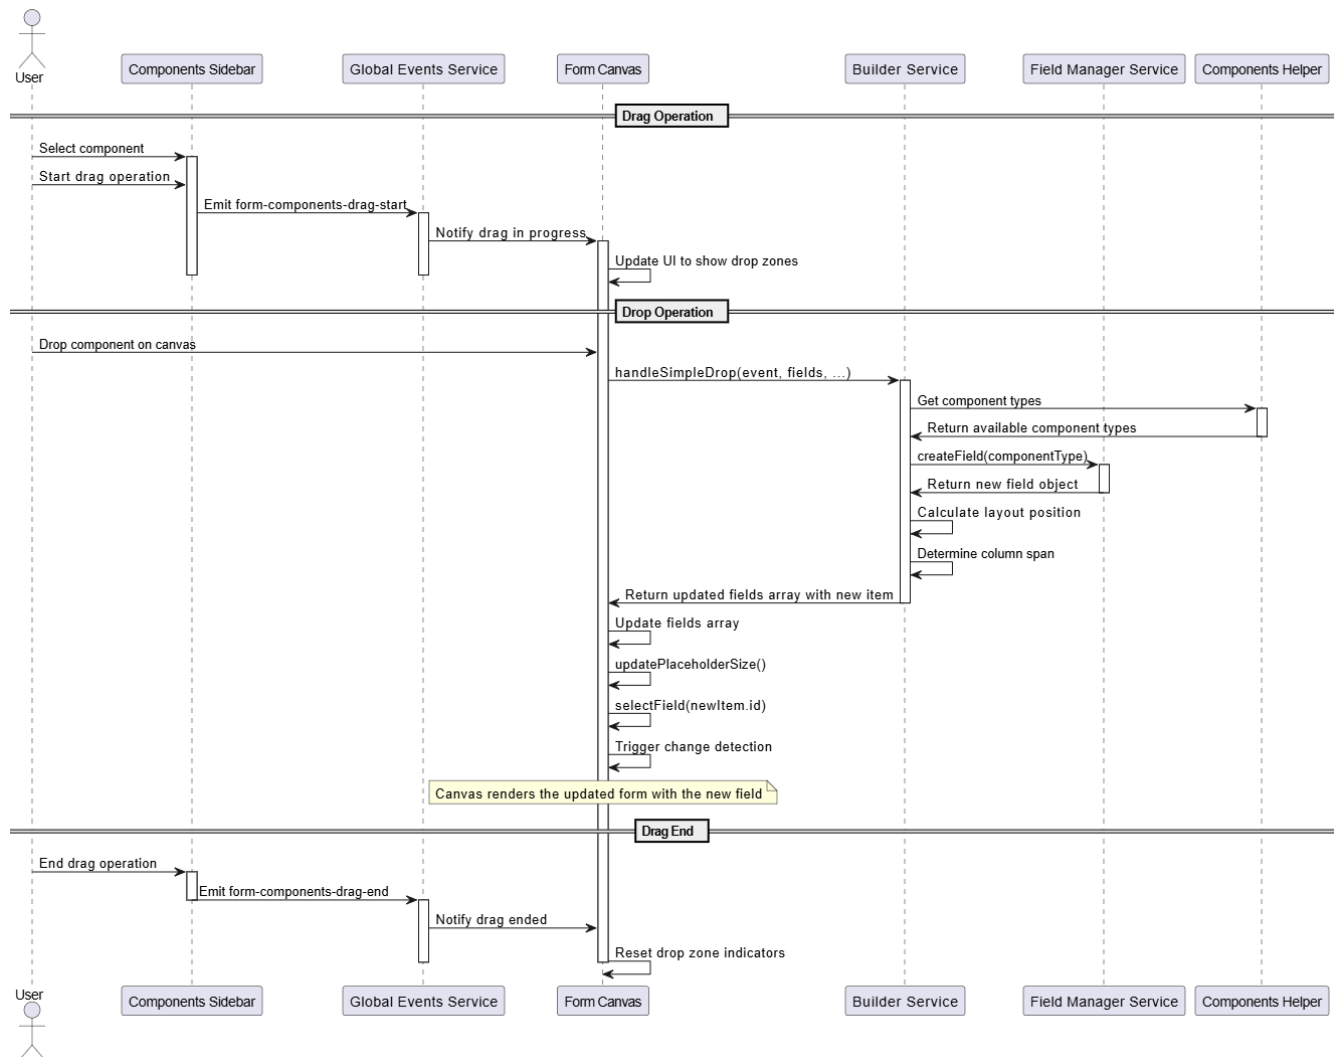 User
Components Sidebar
Global Events Service
Form Canvas
Builder Service
Field Manager Service
Components Helper
Drag Operation
Select component
Start drag operation
Emit form-components-drag-start
Notify drag in progress
Update UI to show drop zones
Drop Operation
Drop component on canvas
handleSimpleDrop(event, fields, ...)
Get component types
Return available component types
createField(componentType)
Return new field object
Calculate layout position
Determine column span
Return updated fields array with new item
Update fields array
updatePlaceholderSize()
selectField(newItem.id)
Trigger change detection
Canvas renders the updated form with the new field
Drag End
End drag operation
Emit form-components-drag-end
Notify drag ended
Reset drop zone indicators
User
Components Sidebar
Global Events Service
Form Canvas
Builder Service
Field Manager Service
Components Helper